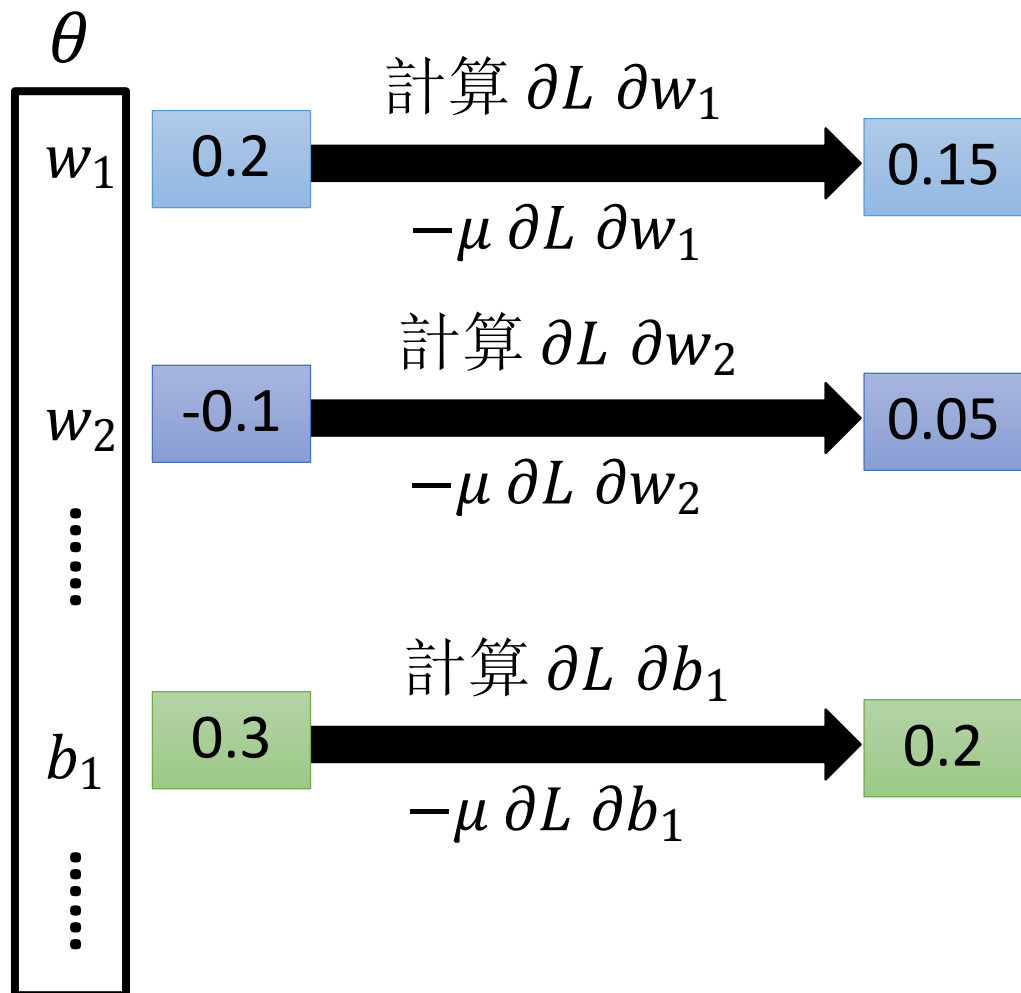 θ
w₁ 0.2 計算 ∂L ∂w₁ 0.15
−μ ∂L ∂w₁
w₂ -0.1 計算 ∂L ∂w₂ 0.05
−μ ∂L ∂w₂
......
b₁ 0.3 計算 ∂L ∂b₁ 0.2
−μ ∂L ∂b₁
......